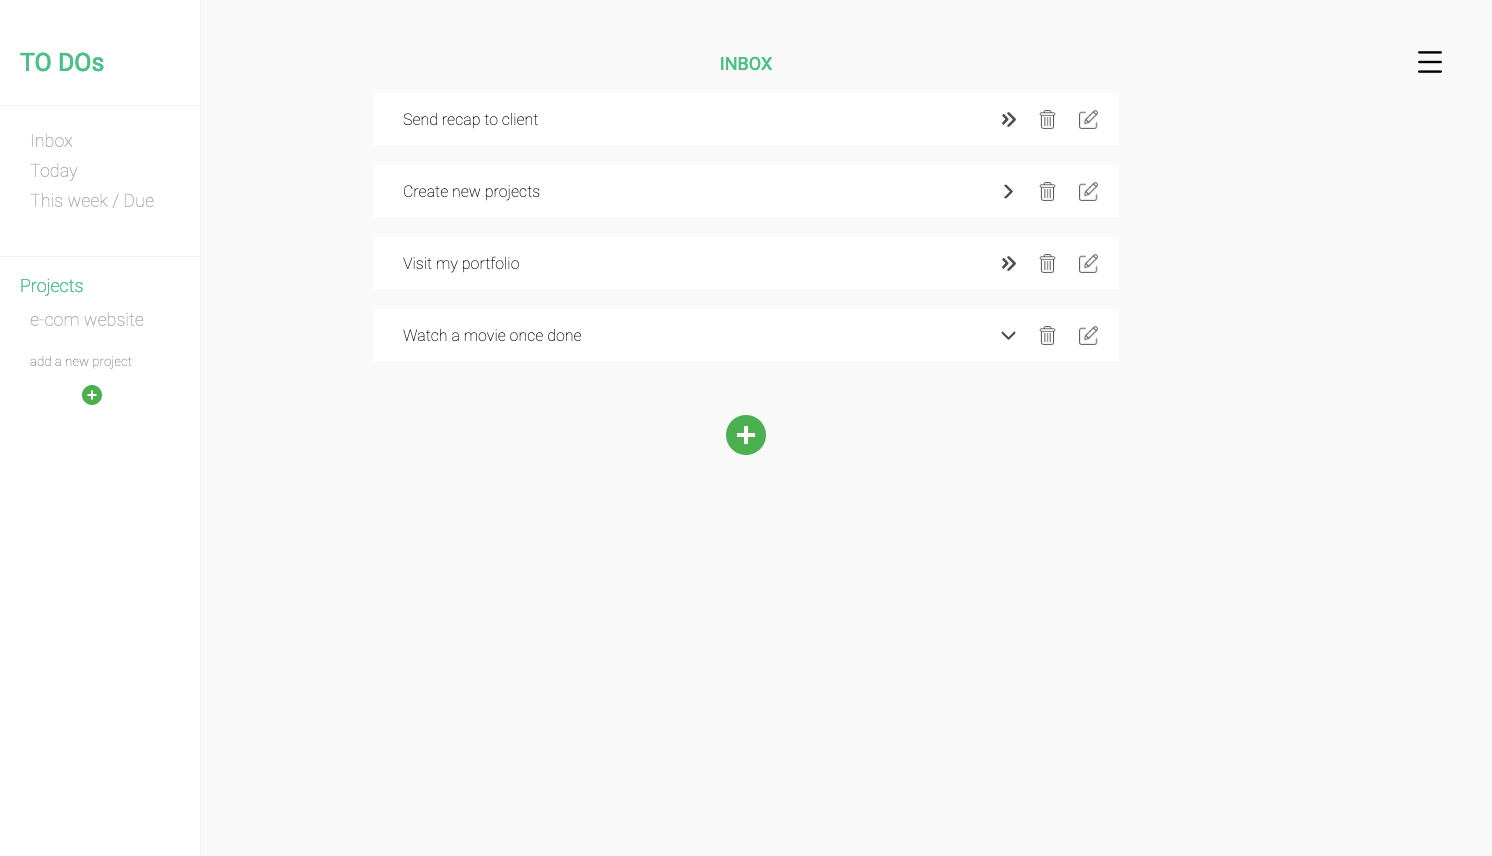 TO DOs
Inbox
Today
This week / Due
Projects
e-com website
add a new project
INBOX
Send recap to client
Create new projects
Visit my portfolio
Watch a movie once done